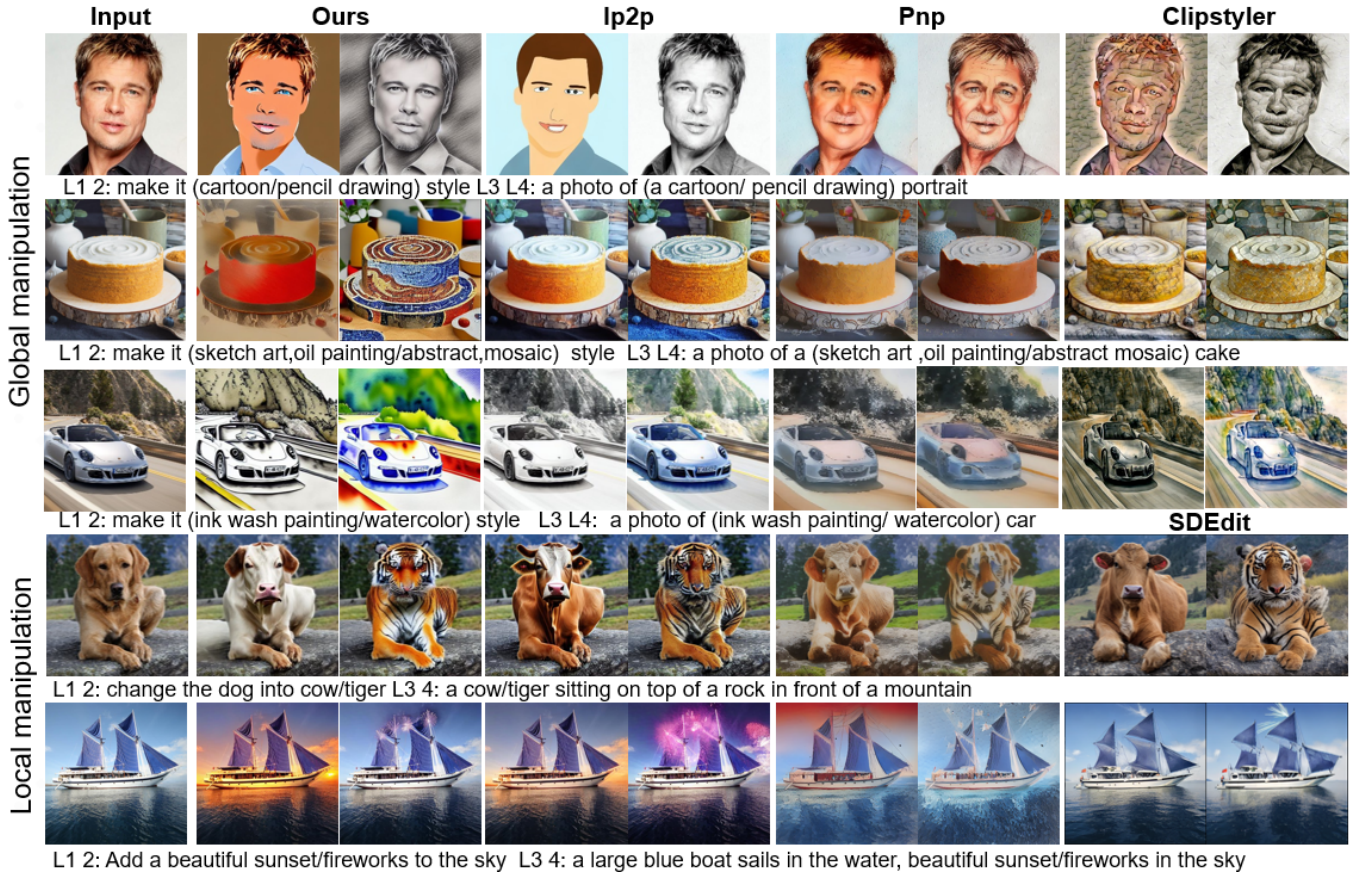 Input Ours Ip2p Pnp Clipstyler
Global manipulation
L1 2: make it (cartoon/pencil drawing) style L3 L4: a photo of (a cartoon/ pencil drawing) portrait
L1 2: make it (sketch art,oil painting/abstract,mosaic) style L3 L4: a photo of a (sketch art ,oil painting/abstract mosaic) cake
L1 2: make it (ink wash painting/watercolor) style L3 L4: a photo of (ink wash painting/ watercolor) car
SDEdit
Local manipulation
L1 2: change the dog into cow/tiger L3 4: a cow/tiger sitting on top of a rock in front of a mountain
L1 2: Add a beautiful sunset/fireworks to the sky L3 4: a large blue boat sails in the water, beautiful sunset/fireworks in the sky